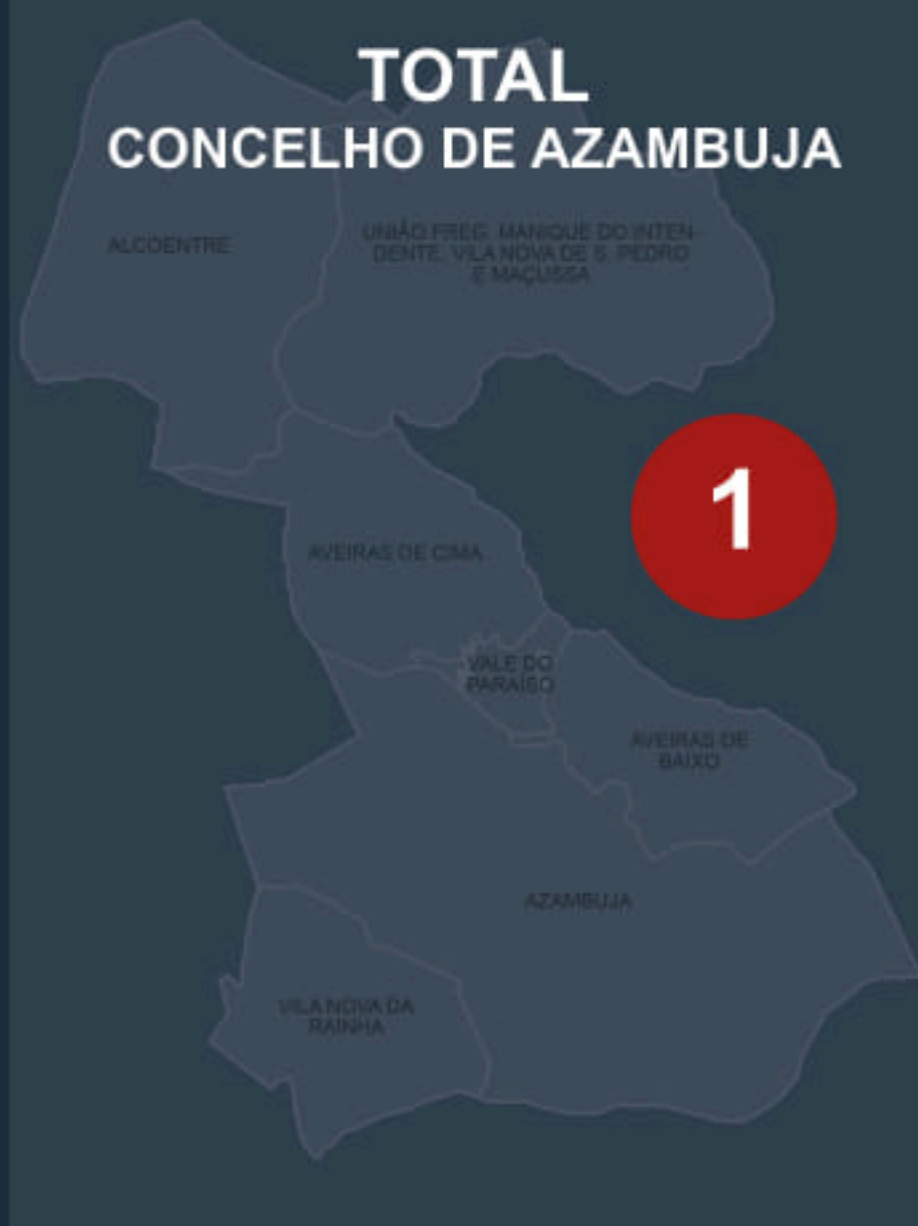 TOTAL
CONCELHO DE AZAMBUJA
ALCOENTRE
UNIÃO FREG. MANIQUE DO INTEN-
DENTE, VILA NOVA DE S. PEDRO
E MAÇUSSA
1
AVEIRAS DE CIMA
VALE DO
PARAÍSO
AVEIRAS DE
BAIXO
AZAMBUJA
VILA NOVA DA
RAINHA